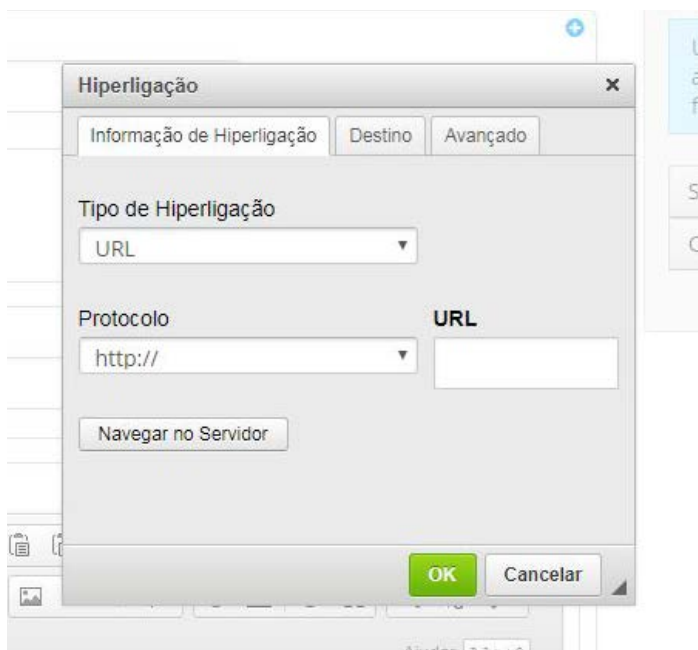 Hiperligação
Informação de Hiperligação Destino Avançado
Tipo de Hiperligação
URL
Protocolo URL
http://
Navegar no Servidor
OK Cancelar